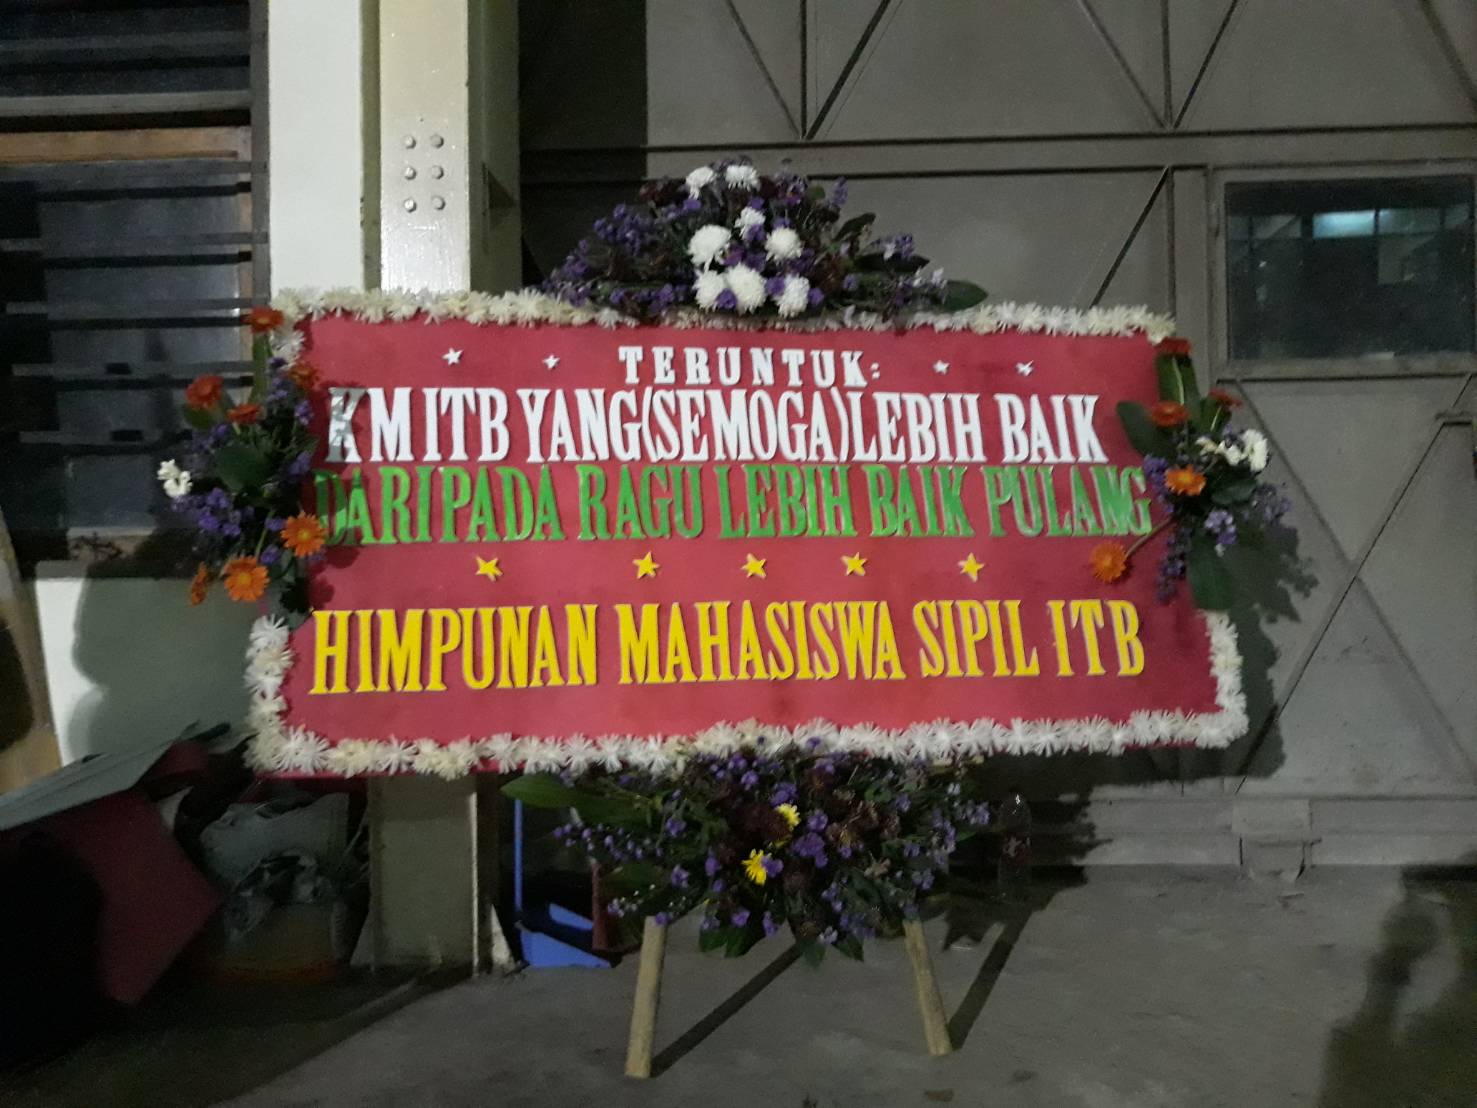 TERUNTUK:
KM ITB YANG (SEMOGA) LEBIH BAIK
DARIPADA RAGU LEBIH BAIK PULANG
HIMPUNAN MAHASISWA SIPIL ITB